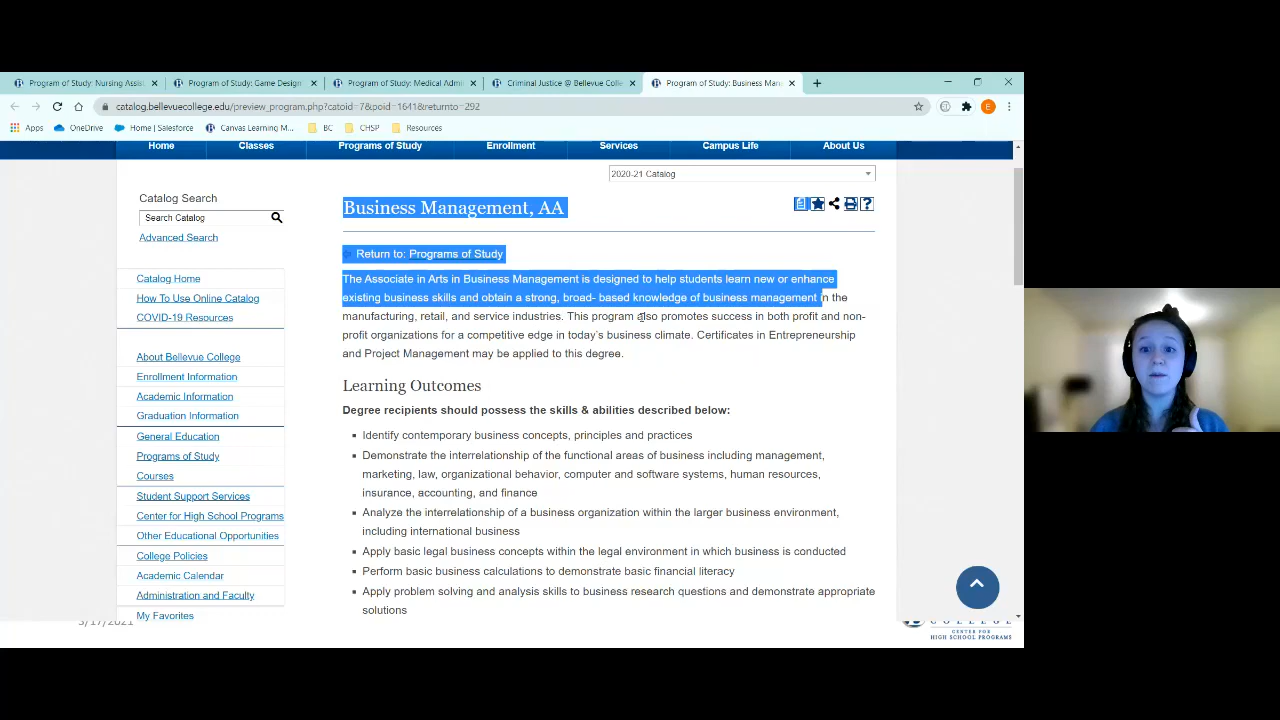 Program of Study: Nursing Assi
Program of Study: Game Design
Program of Study: Medical Admi
Criminal Justice @ Bellevue Coll
Program of Study: Business Man
catalog.bellevuecollege.edu/preview_program.php?catoid=7&poid=1641&returnto=292
E
Apps
OneDrive
Home | Salesforce
Canvas Learning M...
BC
CHSP
Resources
Home
Classes
Programs of Study
Enrollment
Services
Campus Life
About Us
2020-21 Catalog
Catalog Search
Search Catalog
Advanced Search
Catalog Home
How To Use Online Catalog
COVID-19 Resources
About Bellevue College
Enrollment Information
Academic Information
Graduation Information
General Education
Programs of Study
Courses
Student Support Services
Center for High School Programs
Other Educational Opportunities
College Policies
Academic Calendar
Administration and Faculty
My Favorites
Business Management, AA
?
Return to: Programs of Study
The Associate in Arts in Business Management is designed to help students learn new or enhance
existing business skills and obtain a strong, broad- based knowledge of business management in the
manufacturing, retail, and service industries. This program also promotes success in both profit and non-
profit organizations for a competitive edge in today's business climate. Certificates in Entrepreneurship
and Project Management may be applied to this degree.
Learning Outcomes
Degree recipients should possess the skills & abilities described below:
Identify contemporary business concepts, principles and practices
Demonstrate the interrelationship of the functional areas of business including management,
marketing, law, organizational behavior, computer and software systems, human resources,
insurance, accounting, and finance
Analyze the interrelationship of a business organization within the larger business environment,
including international business
Apply basic legal business concepts within the legal environment in which business is conducted
Perform basic business calculations to demonstrate basic financial literacy
Apply problem solving and analysis skills to business research questions and demonstrate appropriate
solutions
3/17/2021
COLLEGE
CENTER FOR
HIGH SCHOOL PROGRAMS